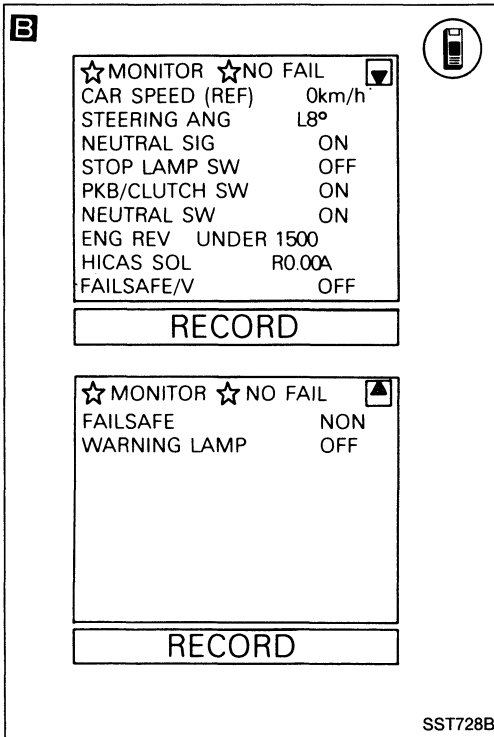 B
☆MONITOR ☆NO FAIL
CAR SPEED (REF) 0km/h
STEERING ANG L8°
NEUTRAL SIG ON
STOP LAMP SW OFF
PKB/CLUTCH SW ON
NEUTRAL SW ON
ENG REV UNDER 1500
HICAS SOL R0.00A
FAILSAFE/V OFF
RECORD
☆MONITOR ☆NO FAIL
FAILSAFE NON
WARNING LAMP OFF
RECORD
SST728B